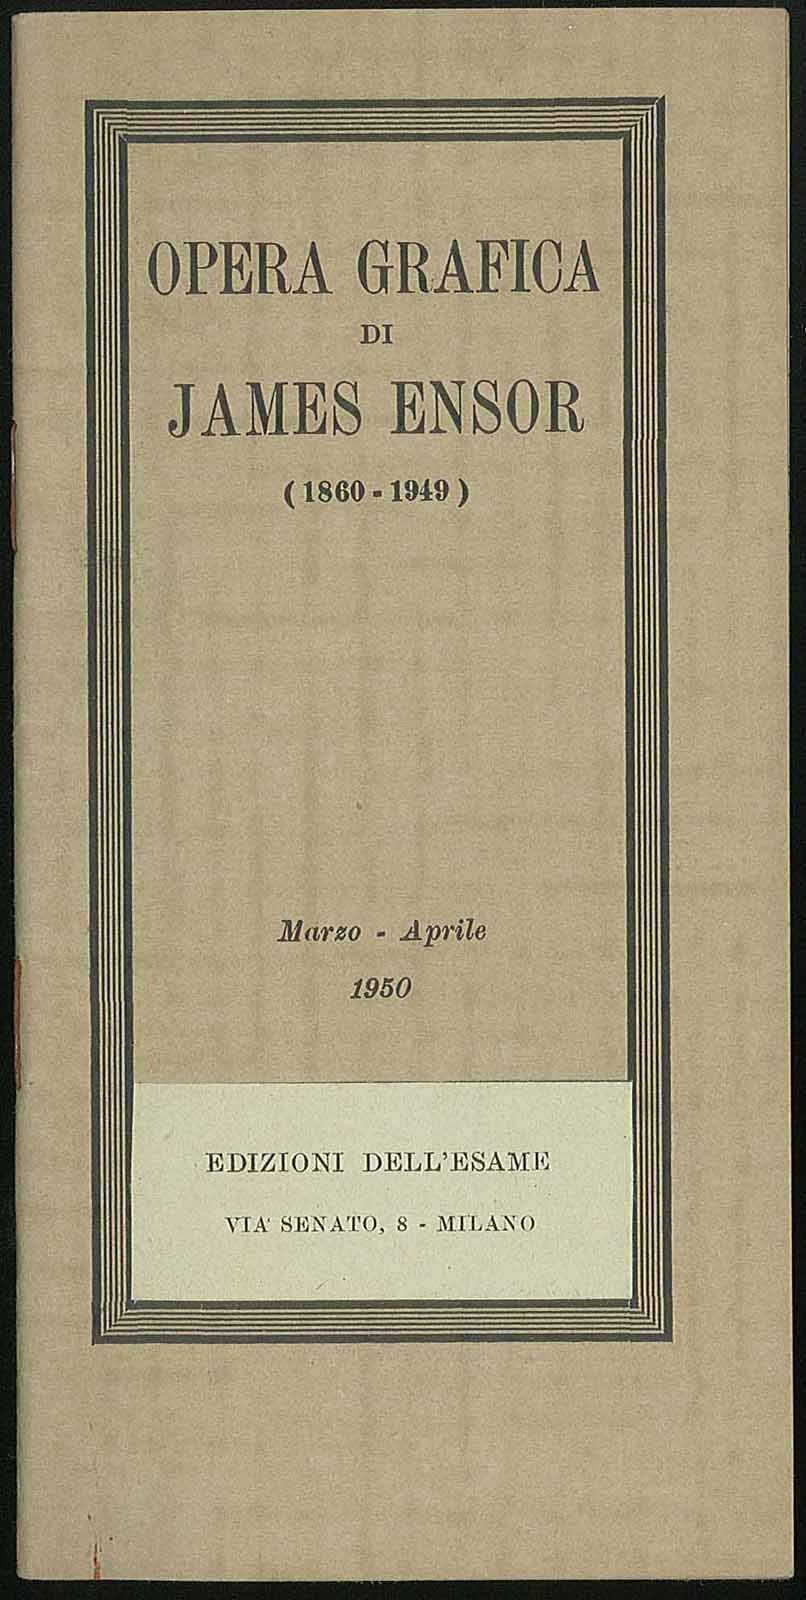 OPERA GRAFICA
DI
JAMES ENSOR
(1860-1949)
Marzo - Aprile
1950
EDIZIONI DELL'ESAME
VIA SENATO, 8 - MILANO